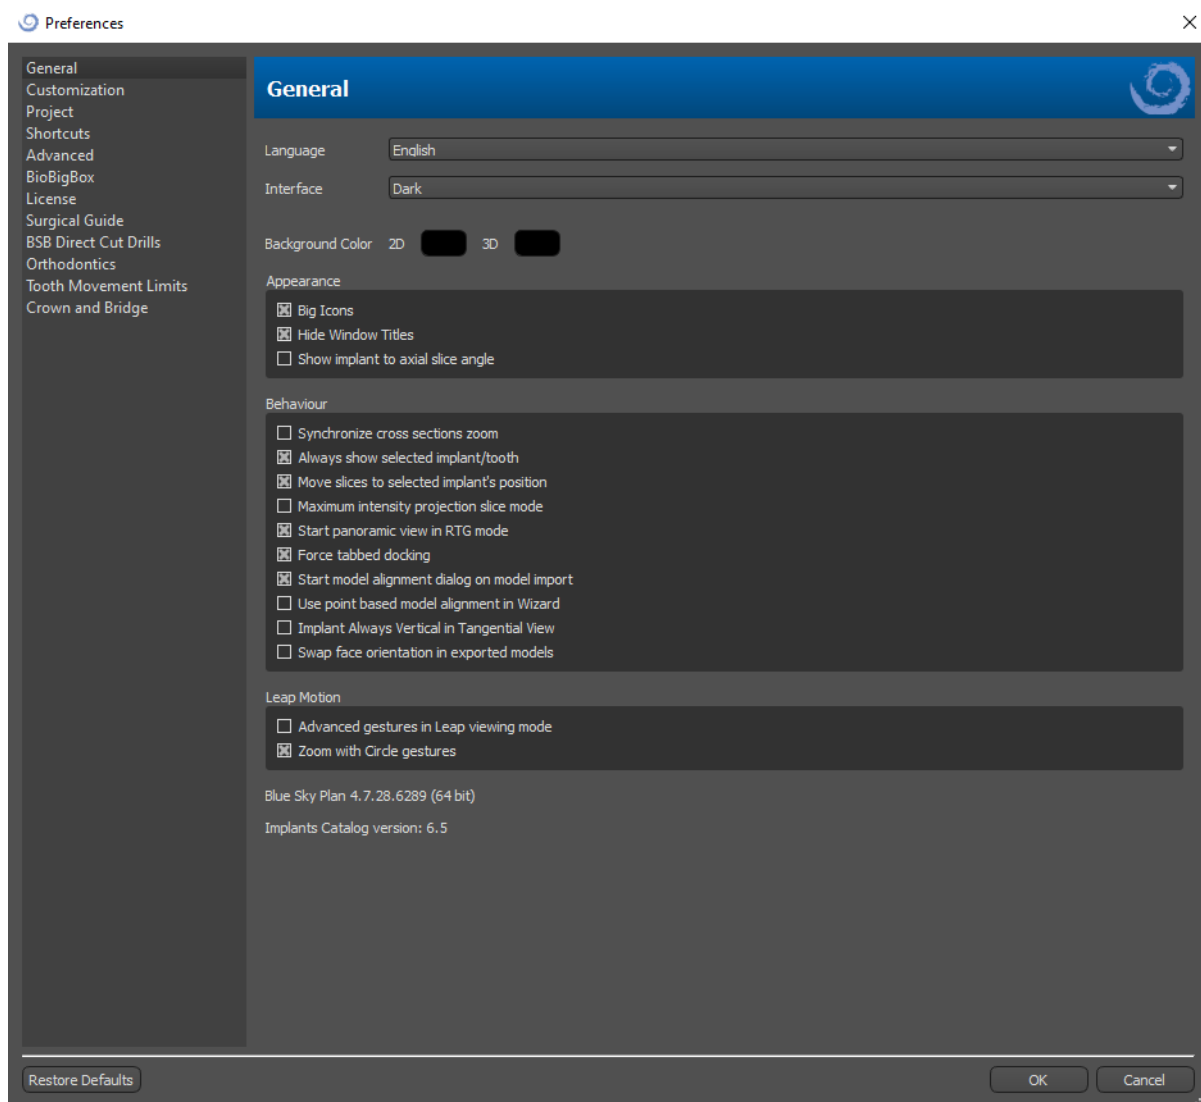 Preferences
General
Customization
Project
Shortcuts
Advanced
BioBigBox
License
Surgical Guide
BSB Direct Cut Drills
Orthodontics
Tooth Movement Limits
Crown and Bridge
General
Language English
Interface Dark
Background Color 2D 3D
Appearance
Big Icons
Hide Window Titles
Show implant to axial slice angle
Behaviour
Synchronize cross sections zoom
Always show selected implant/tooth
Move slices to selected implant's position
Maximum intensity projection slice mode
Start panoramic view in RTG mode
Force tabbed docking
Start model alignment dialog on model import
Use point based model alignment in Wizard
Implant Always Vertical in Tangential View
Swap face orientation in exported models
Leap Motion
Advanced gestures in Leap viewing mode
Zoom with Circle gestures
Blue Sky Plan 4.7.28.6289 (64 bit)
Implants Catalog version: 6.5
Restore Defaults OK Cancel